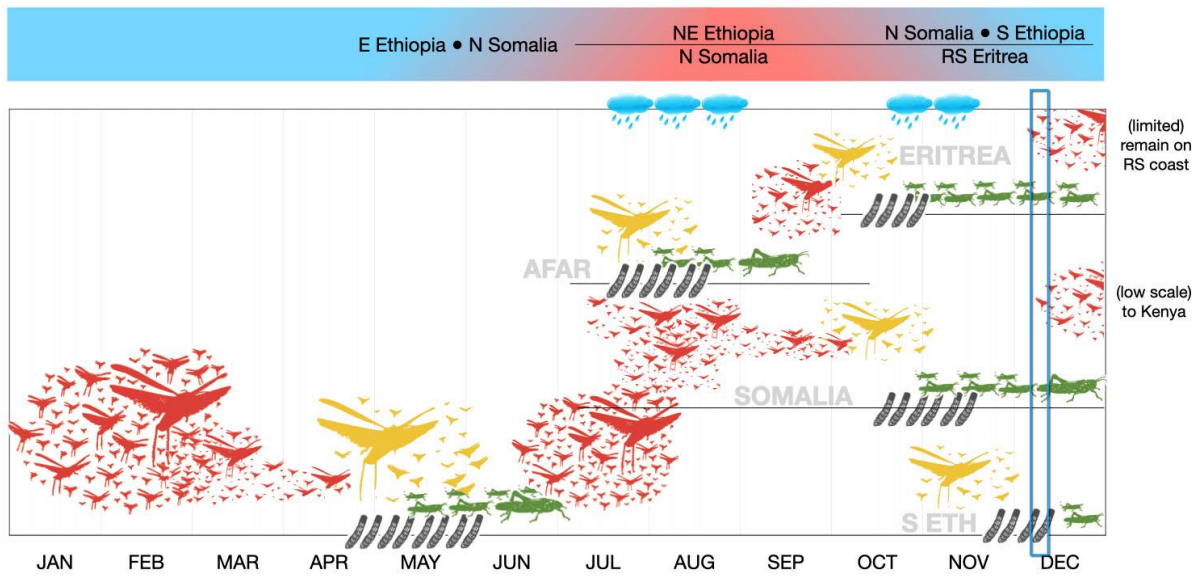 E Ethiopia • N Somalia
NE Ethiopia
N Somalia
N Somalia • S Ethiopia
RS Eritrea
(limited)
remain on
RS coast
ERITREA
AFAR
(low scale)
to Kenya
SOMALIA
S ETH
JAN FEB MAR APR MAY JUN JUL AUG SEP OCT NOV DEC